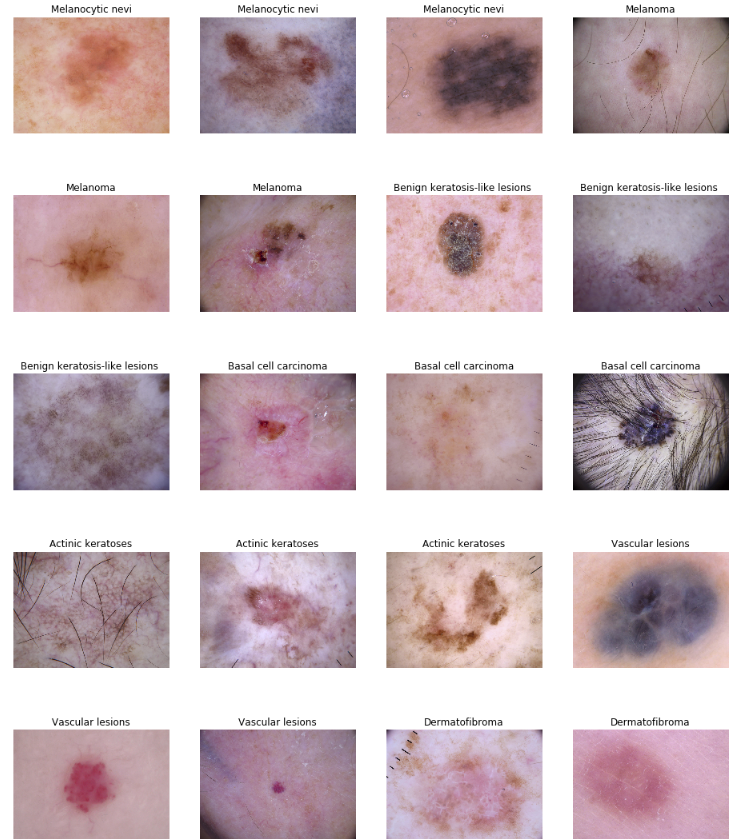 Melanocytic nevi
Melanocytic nevi
Melanocytic nevi
Melanoma
Melanoma
Melanoma
Benign keratosis-like lesions
Benign keratosis-like lesions
Benign keratosis-like lesions
Basal cell carcinoma
Basal cell carcinoma
Basal cell carcinoma
Actinic keratoses
Actinic keratoses
Actinic keratoses
Vascular lesions
Vascular lesions
Vascular lesions
Dermatofibroma
Dermatofibroma